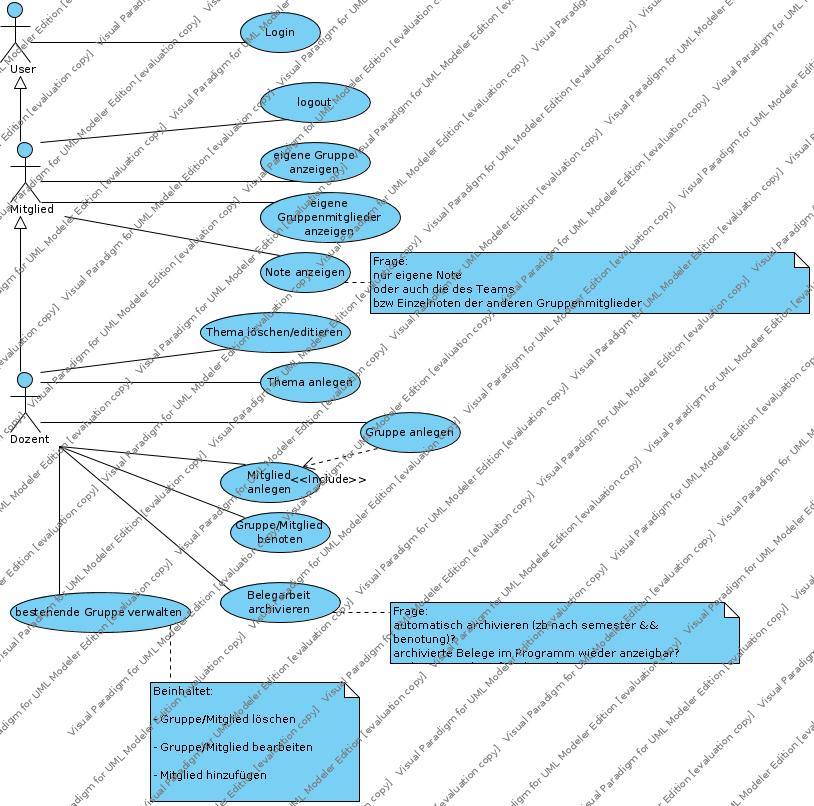 Login
User
logout
eigene Gruppe
anzeigen
Mitglied
eigene
Gruppenmitglieder
anzeigen
Note anzeigen
Frage:
nur eigene Note
oder auch die des Teams
bzw Einzelnoten der anderen Gruppenmitglieder
Thema löschen/editieren
Thema anlegen
Dozent
Gruppe anlegen
Mitglied
anlegen
<<Include>>
Gruppe/Mitglied
benoten
Belegarbeit
archivieren
bestehende Gruppe verwalten
Frage:
automatisch archivieren (zb nach semester &&
benotung)?
archivierte Belege im Programm wieder anzeigbar?
Beinhaltet:
- Gruppe/Mitglied löschen
- Gruppe/Mitglied bearbeiten
- Mitglied hinzufügen
Visual Paradigm for UML Modeler Edition [evaluation copy]